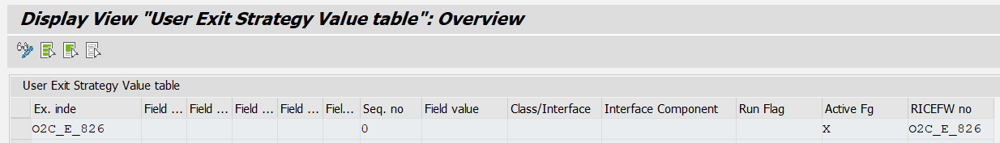 Display View "User Exit Strategy Value table": Overview
User Exit Strategy Value table
Ex. inde Field ... Field ... Field ... Field ... Fiel... Seq. no Field value Class/Interface Interface Component Run Flag Active Fg RICEFW no
O2C_E_826 0 X O2C_E_826